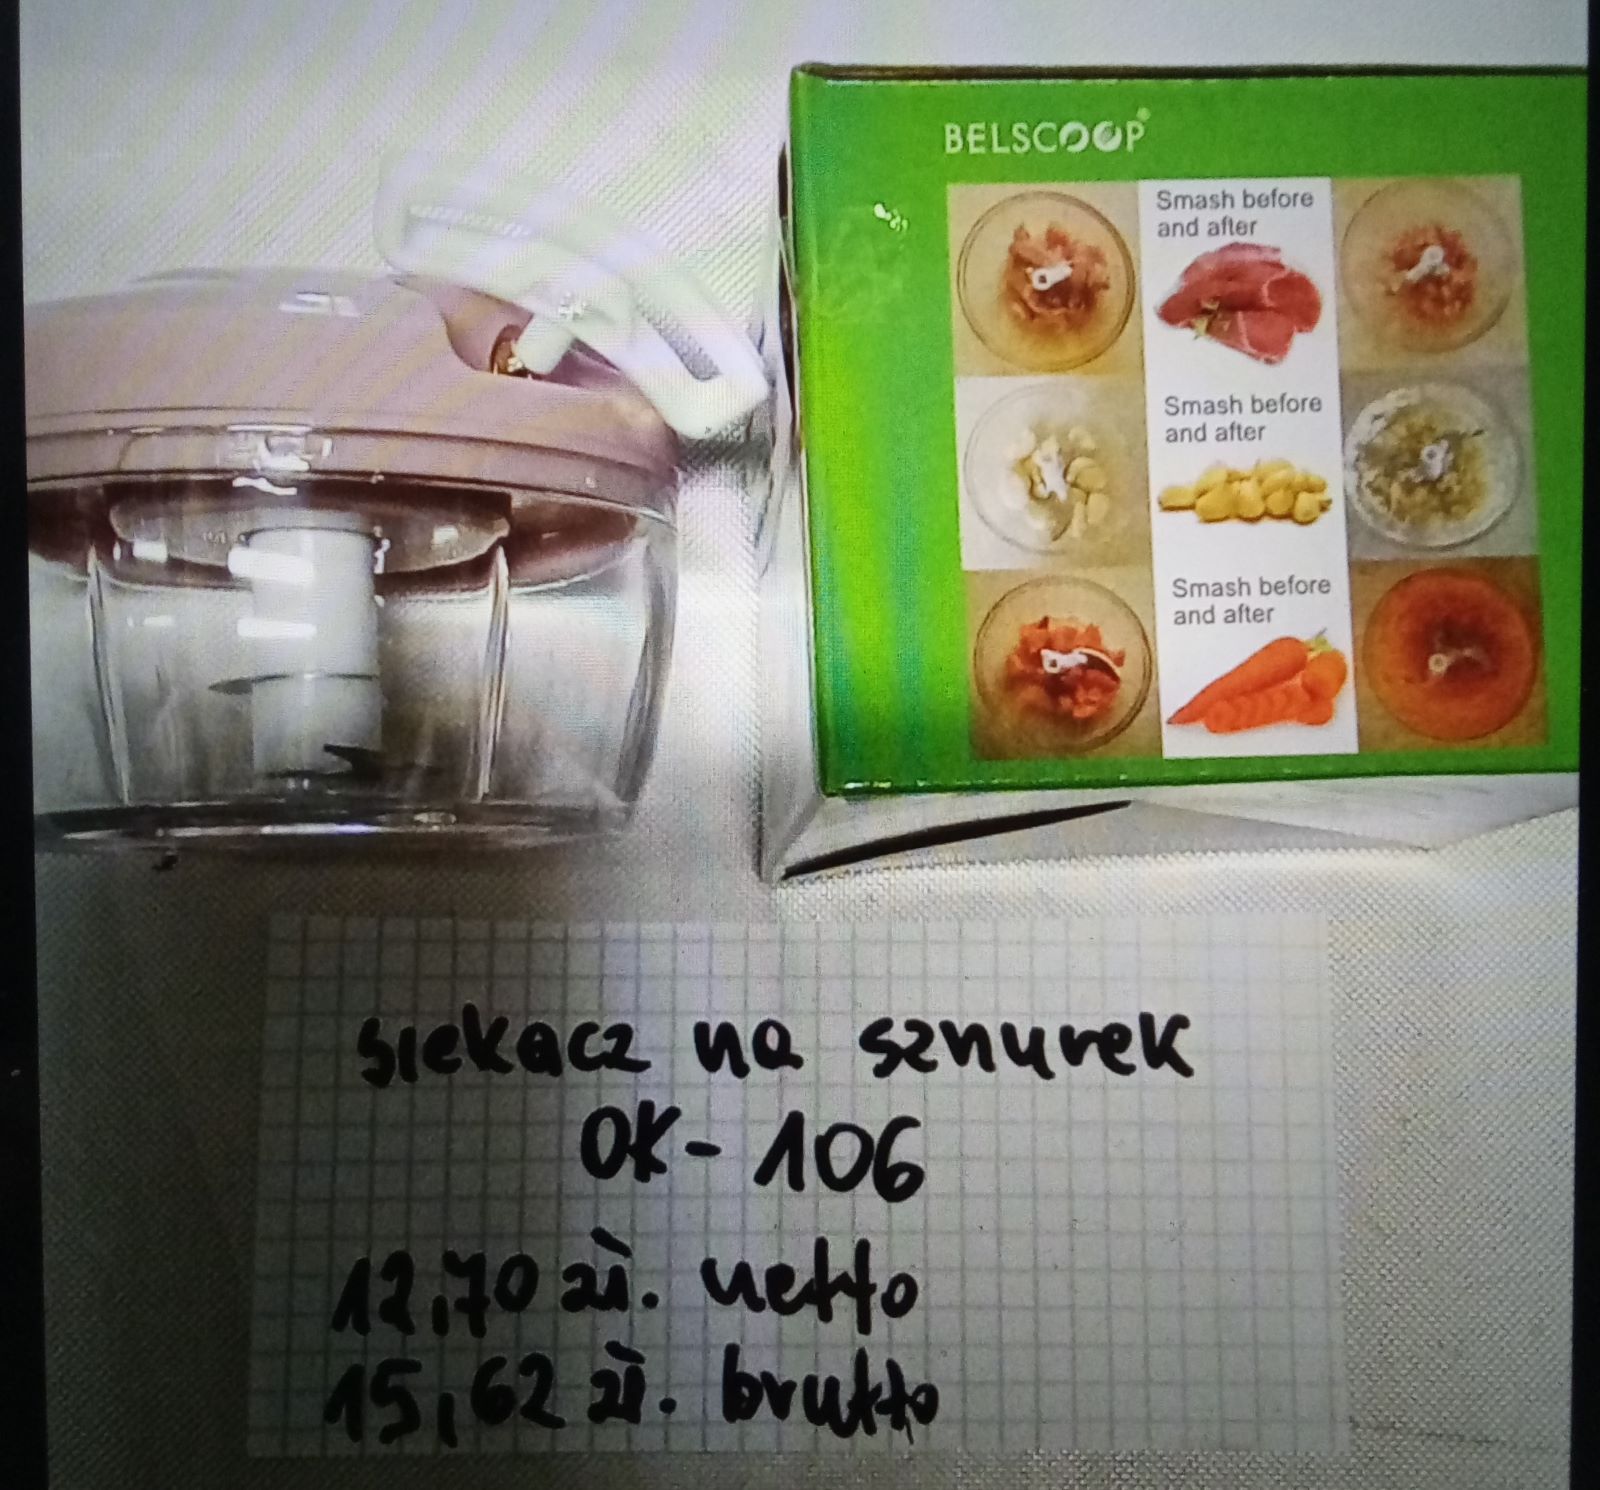 BELSCOOP®
Smash before
and after
Smash before
and after
Smash before
and after
siekacz na sznurek
OK-106
12,70 zł. netto
15,62 zł. brutto